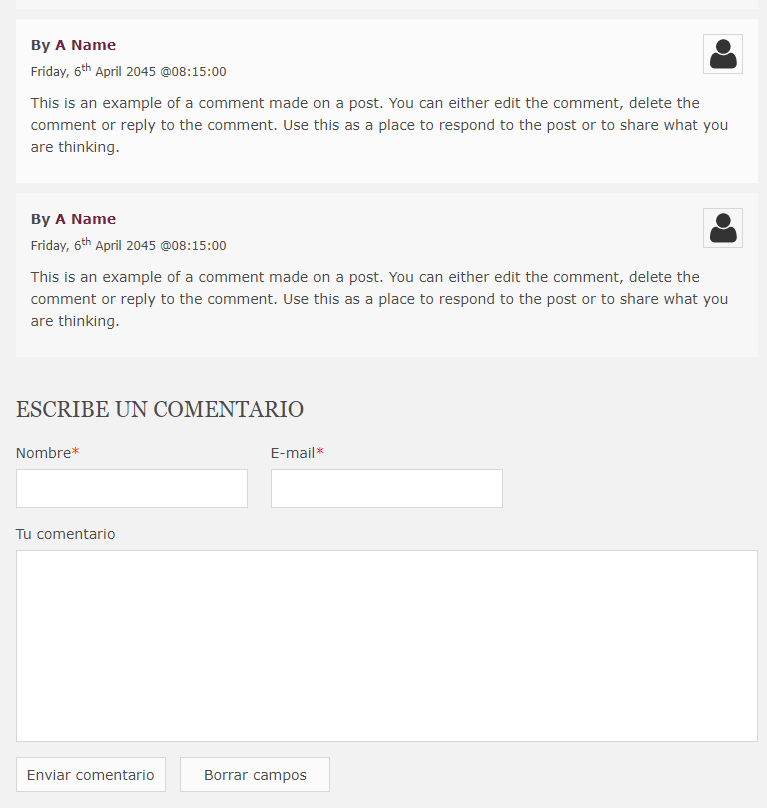 By A Name
Friday, 6th April 2045 @08:15:00
This is an example of a comment made on a post. You can either edit the comment, delete the
comment or reply to the comment. Use this as a place to respond to the post or to share what you
are thinking.
By A Name
Friday, 6th April 2045 @08:15:00
This is an example of a comment made on a post. You can either edit the comment, delete the
comment or reply to the comment. Use this as a place to respond to the post or to share what you
are thinking.
ESCRIBE UN COMENTARIO
Nombre* E-mail*
Tu comentario
Enviar comentario Borrar campos